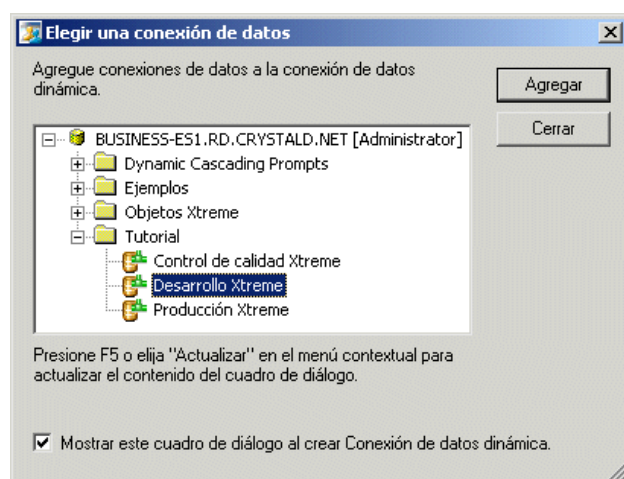 Elegir una conexión de datos
Agregue conexiones de datos a la conexión de datos
dinámica.
Agregar
Cerrar
BUSINESS-ES1.RD.CRYSTALD.NET [Administrator]
Dynamic Cascading Prompts
Ejemplos
Objetos Xtreme
Tutorial
Control de calidad Xtreme
Desarrollo Xtreme
Producción Xtreme
Presione F5 o elija "Actualizar" en el menú contextual para
actualizar el contenido del cuadro de diálogo.
Mostrar este cuadro de diálogo al crear Conexión de datos dinámica.